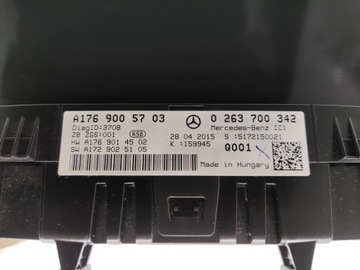 A176 900 57 03
0 263 700 342
DiagID:3708
Mercedes-Benz IC1
ZB ZGS:001
658
28 04 2015 S :5172150021
HW A176 901 45 02
K :159945
Q001
SW A172 902 51 05
Made in Hungary